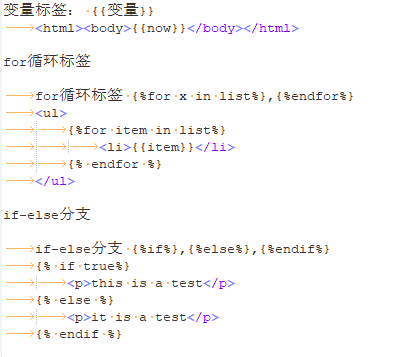 变量标签： {{变量}}
<html><body>{{now}}</body></html>
for循环标签
for循环标签 {%for x in list%},{%endfor%}
<ul>
{%for item in list%}
<li>{{item}}</li>
{% endfor %}
</ul>
if-else分支
if-else分支 {%if%},{%else%},{%endif%}
{% if true%}
<p>this is a test</p>
{% else %}
<p>it is a test</p>
{% endif %}